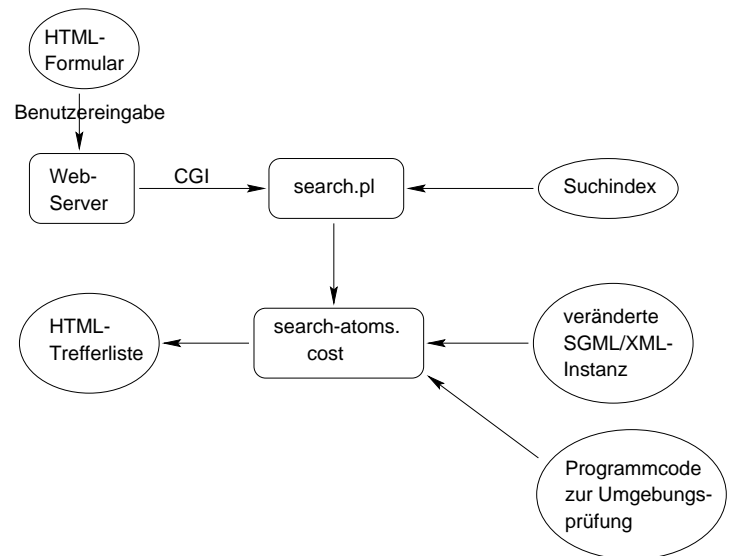 HTML-
Formular
Benutzereingabe
Web-
Server
CGI
search.pl
Suchindex
HTML-
Trefferliste
search-atoms.
cost
veränderte
SGML/XML-
Instanz
Programmcode
zur Umgebungs-
prüfung